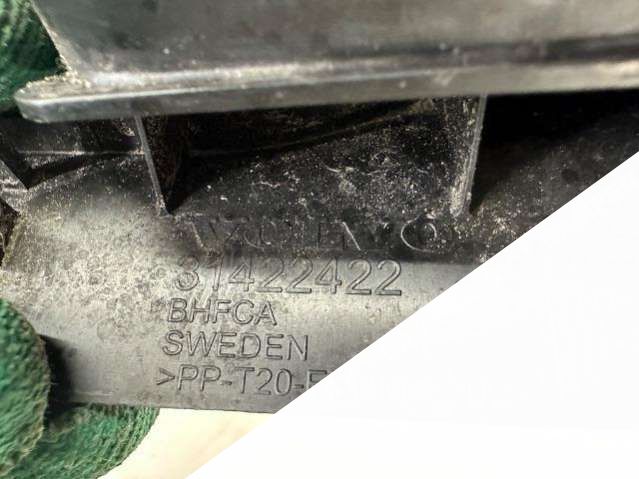 VOLVO
31422422
BHFCA
SWEDEN
>PP-T20-